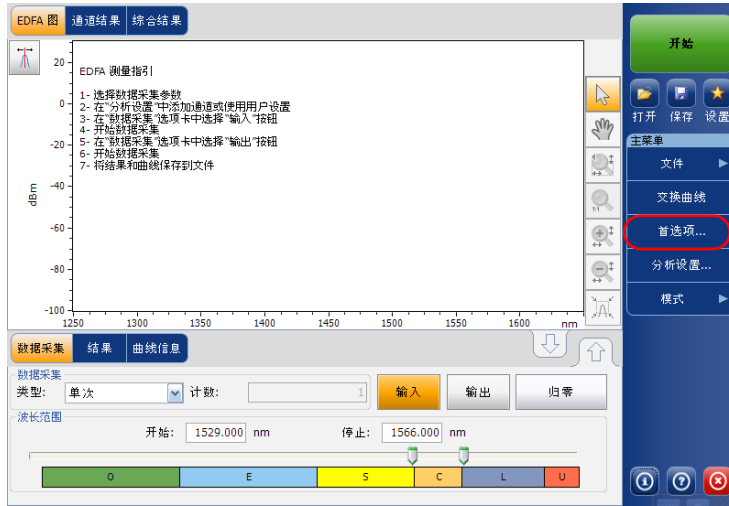 EDFA 图 通道结果 综合结果
开始
打开 保存 设置
主菜单
文件
交换曲线
首选项...
分析设置...
模式
EDFA 测量指引
1- 选择数据采集参数
2- 在"分析设置"中添加通道或使用用户设置
3- 在"数据采集"选项卡中选择"输入"按钮
4- 开始数据采集
5- 在"数据采集"选项卡中选择"输出"按钮
6- 开始数据采集
7- 将结果和曲线保存到文件
dBm
20
0
-20
-40
-60
-80
-100
1250 1300 1350 1400 1450 1500 1550 1600 nm
1:1
数据采集 结果 曲线信息
数据采集
类型: 单次 计数: 1 输入 输出 归零
波长范围
开始: 1529.000 nm 停止: 1566.000 nm
O E S C L U